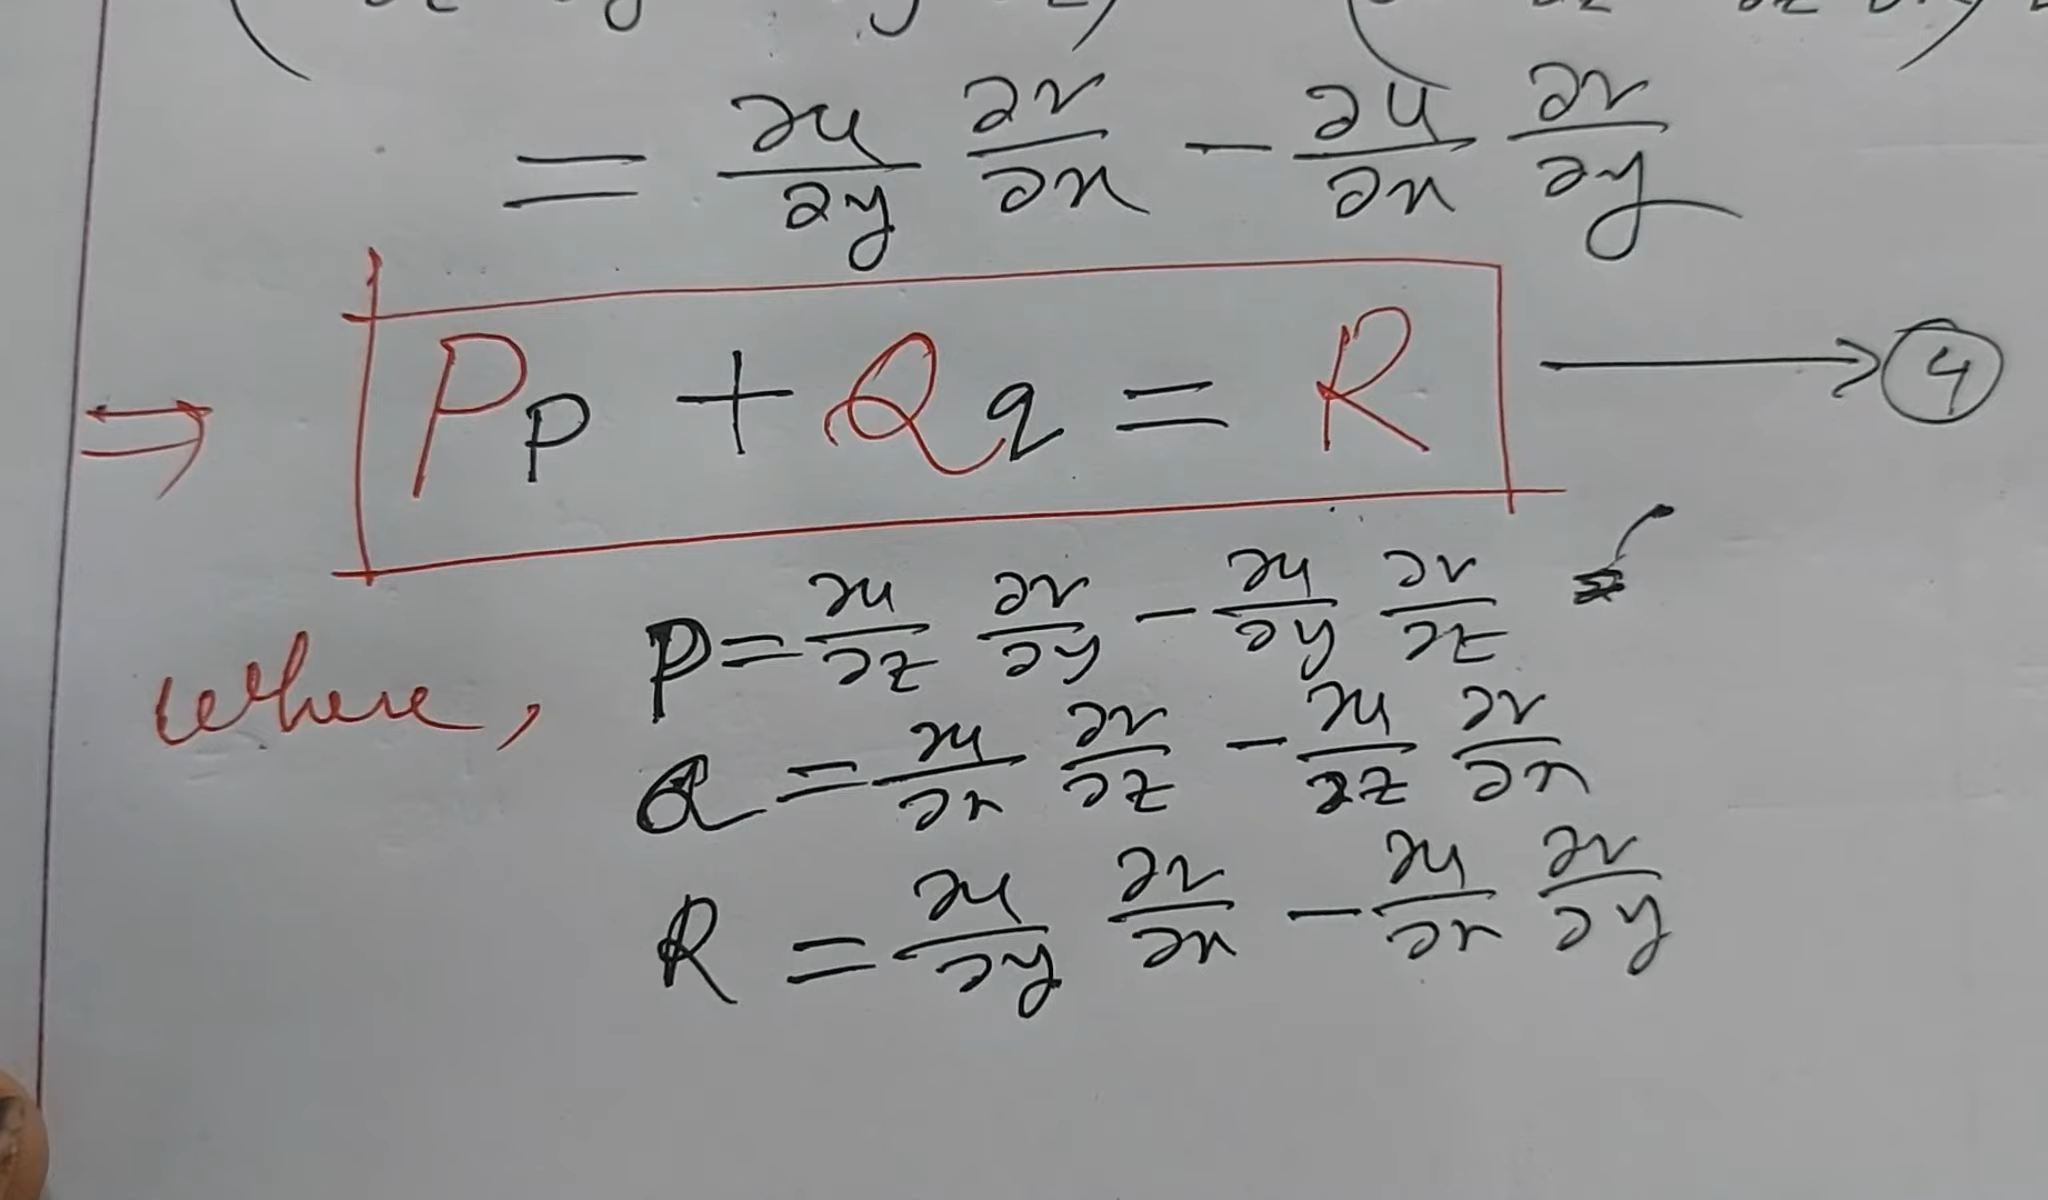 = ∂u/∂y ∂v/∂x − ∂u/∂x ∂v/∂y
⇒ Pp + Qq = R → ④
where, P = ∂u/∂z ∂v/∂y − ∂u/∂y ∂v/∂z
Q = ∂u/∂x ∂v/∂z − ∂u/∂z ∂v/∂x
R = ∂u/∂y ∂v/∂x − ∂u/∂x ∂v/∂y